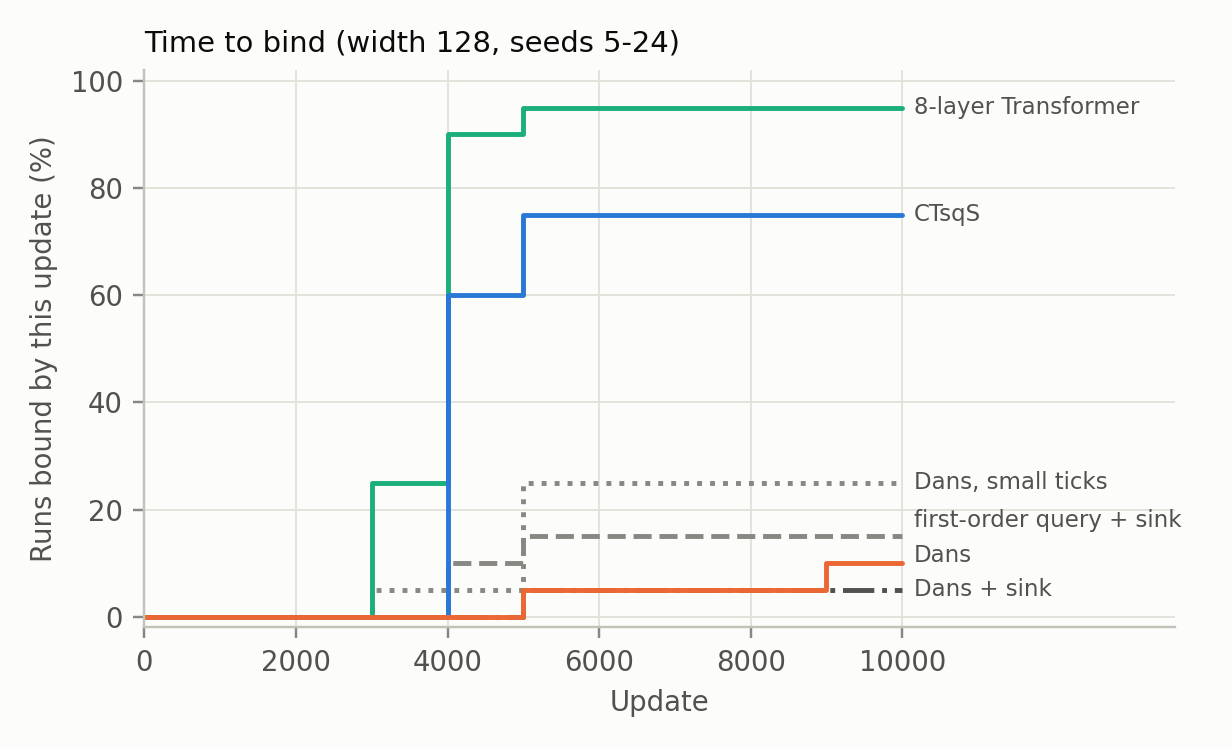 Time to bind (width 128, seeds 5-24)
Runs bound by this update (%)
100
80
60
40
20
0
8-layer Transformer
CTsqS
Dans, small ticks
first-order query + sink
Dans
Dans + sink
0 2000 4000 6000 8000 10000
Update